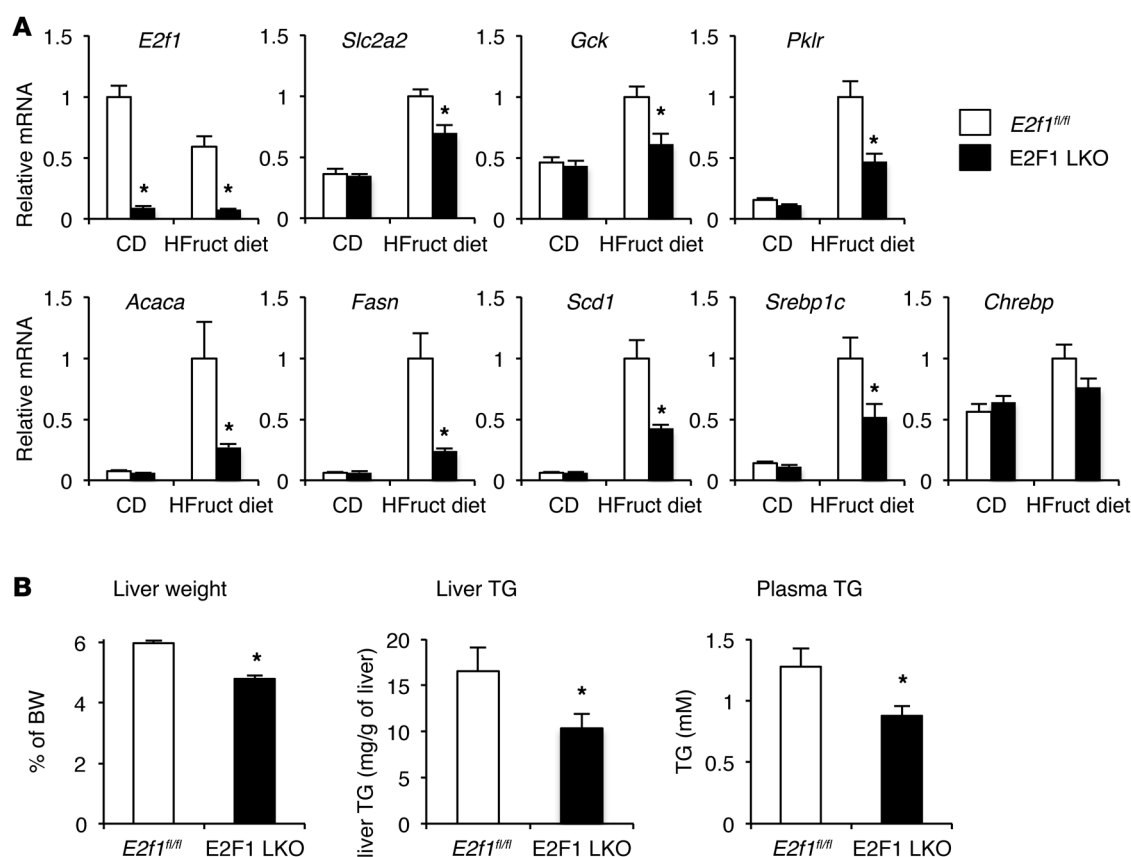 A
E2f1 Slc2a2 Gck Pklr
Relative mRNA
1.5 1.5 1.5 1.5
1 1 1 1
0.5 0.5 0.5 0.5
0 0 0 0
* * * * *
CD HFruct diet CD HFruct diet CD HFruct diet CD HFruct diet
E2f1fl/fl
E2F1 LKO
Acaca Fasn Scd1 Srebp1c Chrebp
Relative mRNA
1.5 1.5 1.5 1.5 1.5
1 1 1 1 1
0.5 0.5 0.5 0.5 0.5
0 0 0 0 0
* * * *
CD HFruct diet CD HFruct diet CD HFruct diet CD HFruct diet CD HFruct diet
B
Liver weight
% of BW
6
4
2
0
*
E2f1fl/fl E2F1 LKO
Liver TG
liver TG (mg/g of liver)
20
15
10
5
0
*
E2f1fl/fl E2F1 LKO
Plasma TG
TG (mM)
1.5
1
0.5
0
*
E2f1fl/fl E2F1 LKO